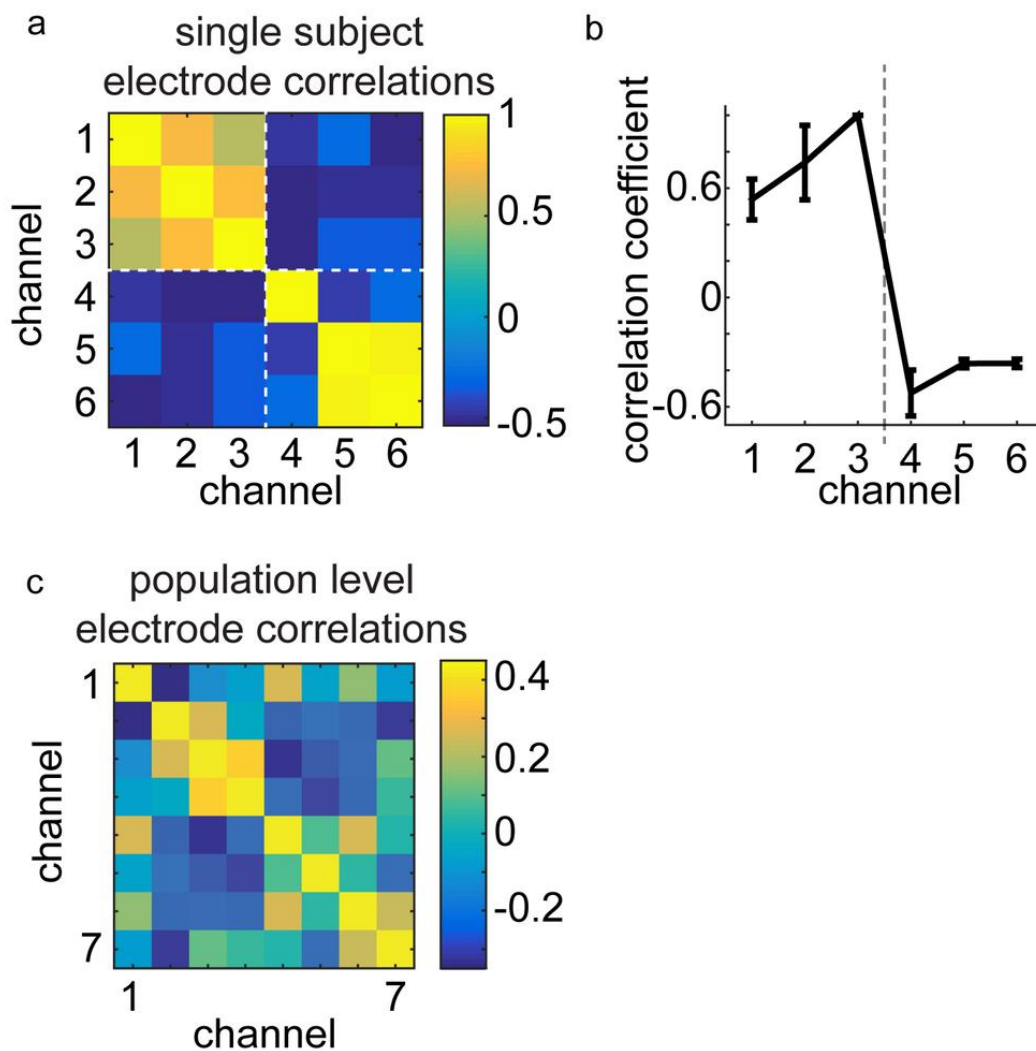 a
single subject
electrode correlations
channel
1
2
3
4
5
6
1 2 3 4 5 6
channel
1
0.5
0
-0.5
b
correlation coefficient
0.6
0
-0.6
1 2 3 4 5 6
channel
c
population level
electrode correlations
channel
1
7
1 7
channel
0.4
0.2
0
-0.2